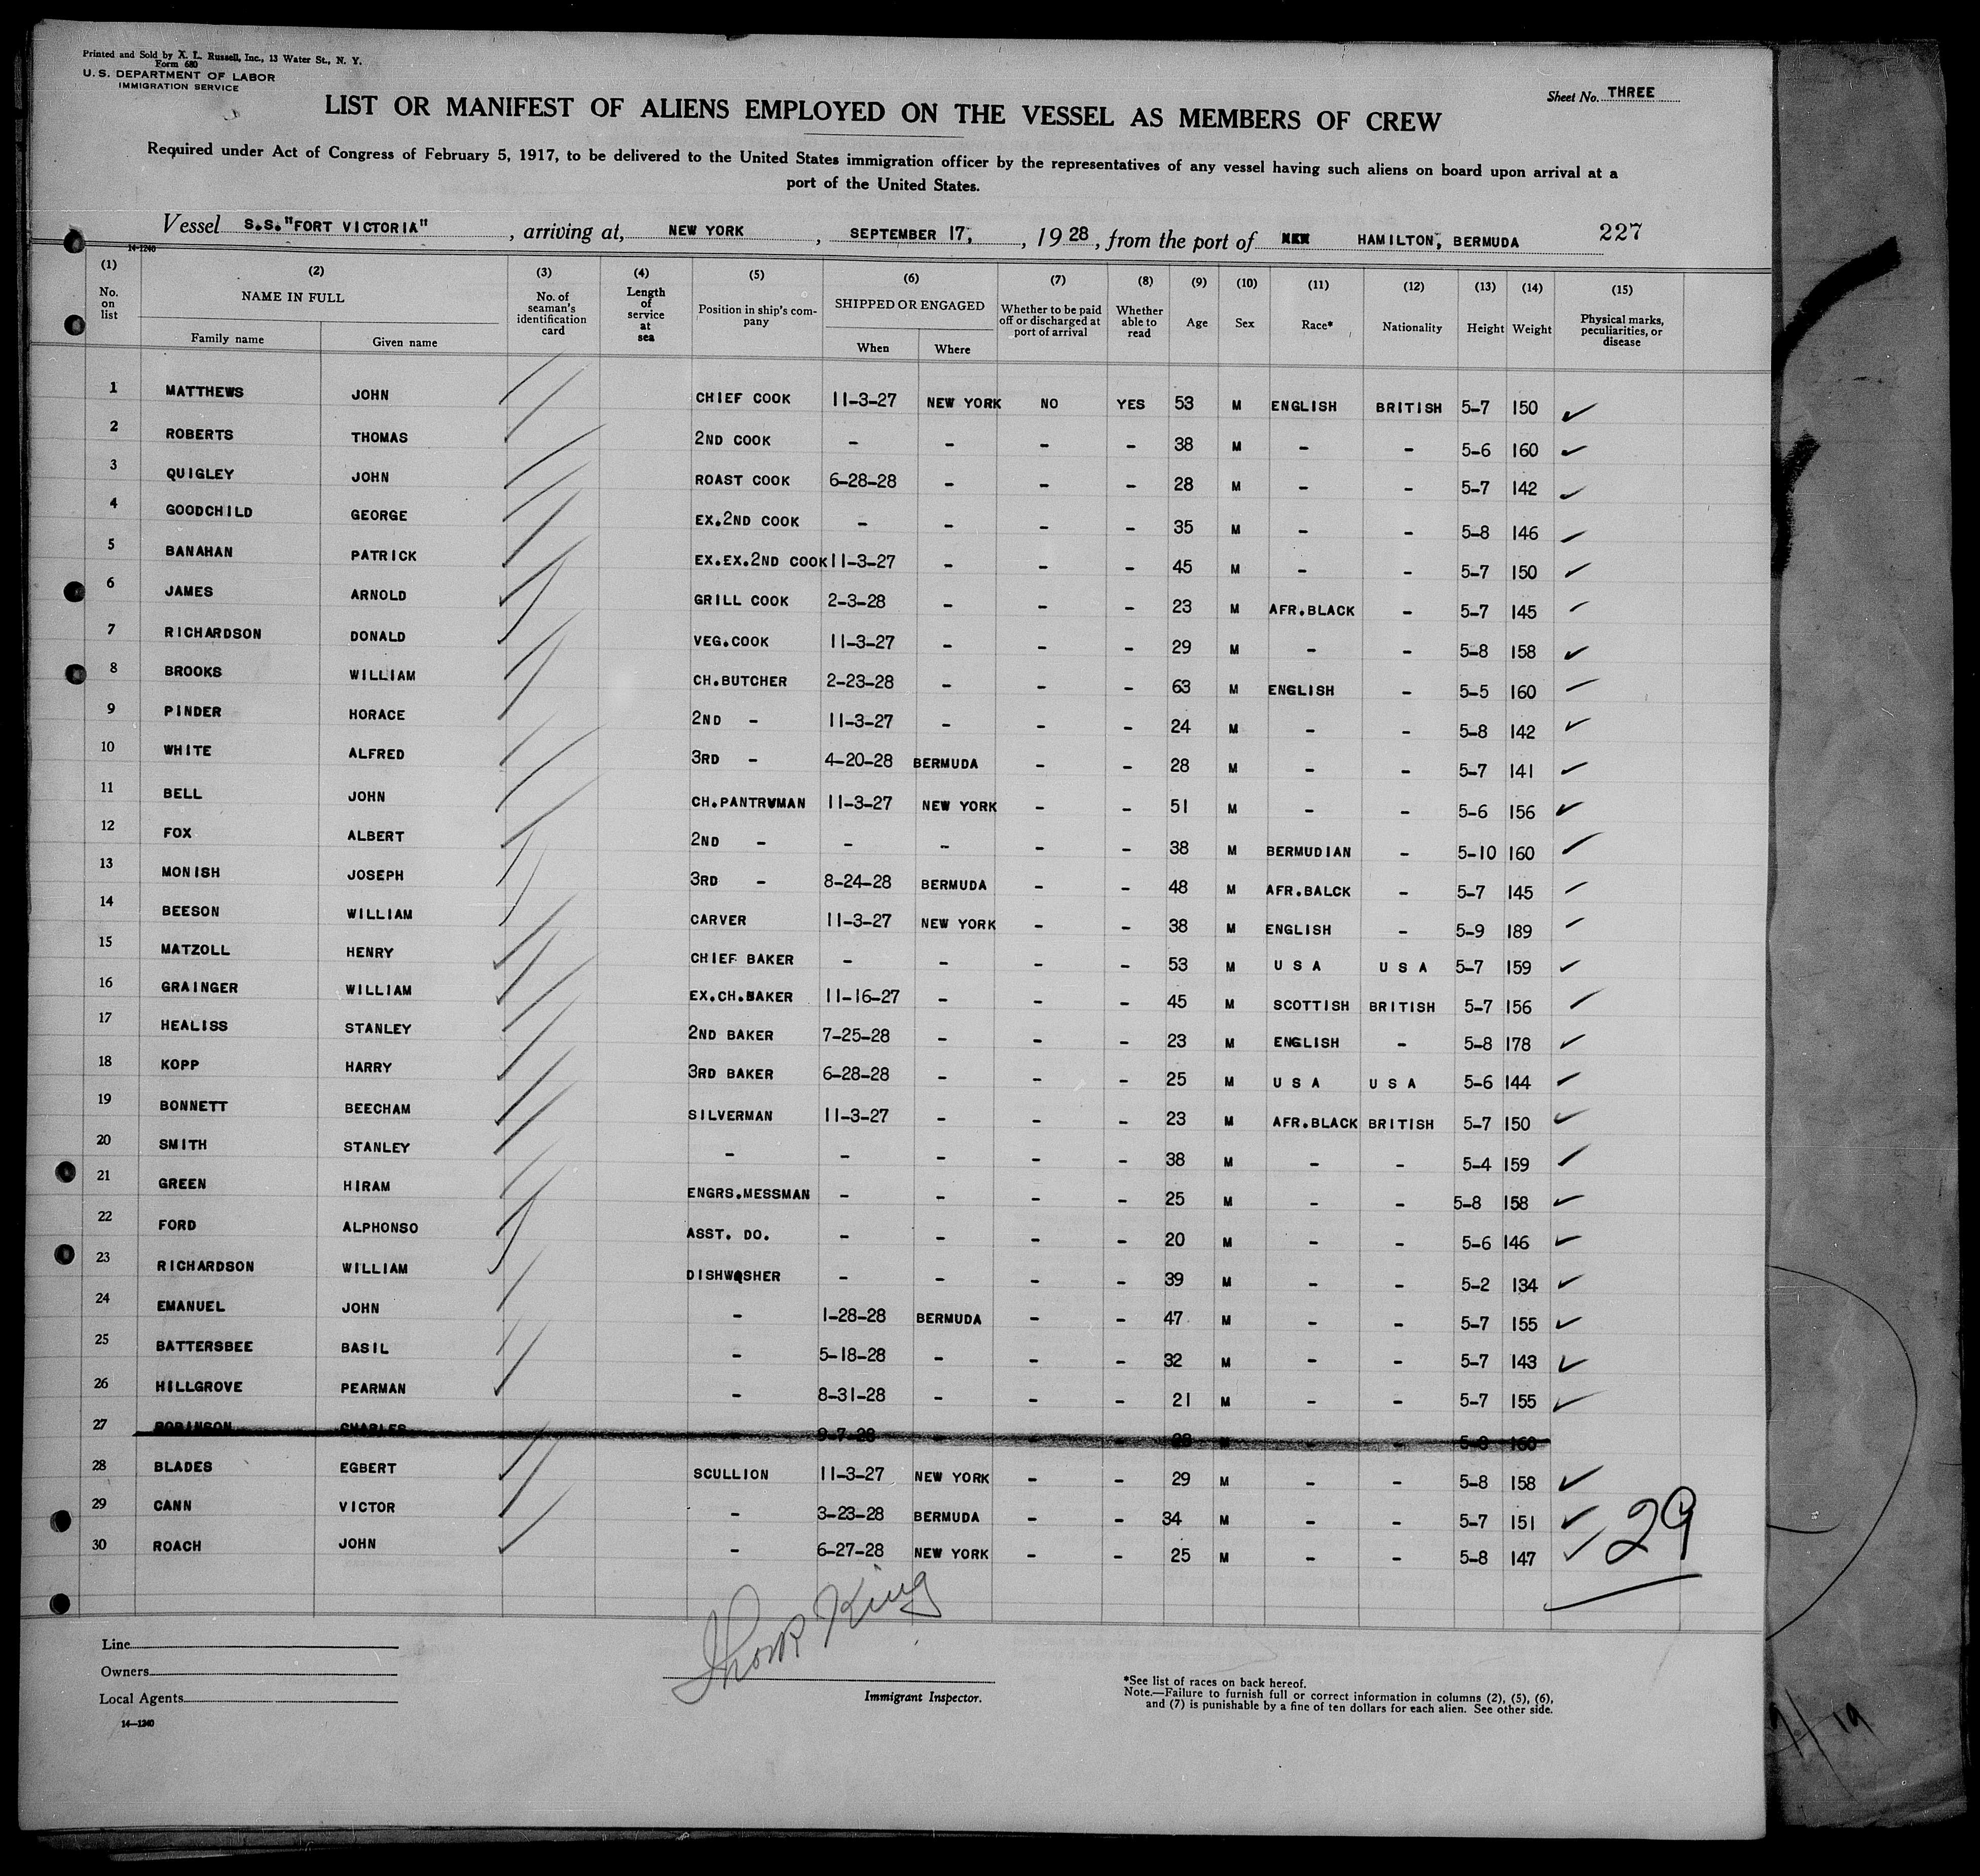 Printed and Sold by A. L. Russell, Inc., 13 Water St., N. Y.
Form 680
U. S. DEPARTMENT OF LABOR
IMMIGRATION SERVICE
Sheet No. THREE
LIST OR MANIFEST OF ALIENS EMPLOYED ON THE VESSEL AS MEMBERS OF CREW
Required under Act of Congress of February 5, 1917, to be delivered to the United States immigration officer by the representatives of any vessel having such aliens on board upon arrival at a
port of the United States.
Vessel S.S."FORT VICTORIA", arriving at, NEW YORK, SEPTEMBER 17, , 19 28, from the port of HAMILTON, BERMUDA 227
14-1240
(1) (2) (3) (4) (5) (6) (7) (8) (9) (10) (11) (12) (13) (14) (15)
No. on list NAME IN FULL Family name Given name No. of seaman's identification card Length of service at sea Position in ship's company SHIPPED OR ENGAGED When Where Whether to be paid off or discharged at port of arrival Whether able to read Age Sex Race* Nationality Height Weight Physical marks, peculiarities, or disease
1 MATTHEWS JOHN CHIEF COOK 11-3-27 NEW YORK NO YES 53 M ENGLISH BRITISH 5-7 150 ✓
2 ROBERTS THOMAS 2ND COOK - - - - 38 M - - 5-6 160 ✓
3 QUIGLEY JOHN ROAST COOK 6-28-28 - - - 28 M - - 5-7 142 ✓
4 GOODCHILD GEORGE EX.2ND COOK - - - - 35 M - - 5-8 146 ✓
5 BANAHAN PATRICK EX.EX.2ND COOK 11-3-27 - - - 45 M - - 5-7 150 ✓
6 JAMES ARNOLD GRILL COOK 2-3-28 - - - 23 M AFR.BLACK - 5-7 145 ✓
7 RICHARDSON DONALD VEG.COOK 11-3-27 - - - 29 M - - 5-8 158 ✓
8 BROOKS WILLIAM CH.BUTCHER 2-23-28 - - - 63 M ENGLISH - 5-5 160 ✓
9 PINDER HORACE 2ND - 11-3-27 - - - 24 M - - 5-8 142 ✓
10 WHITE ALFRED 3RD - 4-20-28 BERMUDA - - 28 M - - 5-7 141 ✓
11 BELL JOHN CH.PANTRYMAN 11-3-27 NEW YORK - - 51 M - - 5-6 156 ✓
12 FOX ALBERT 2ND - - - - - 38 M BERMUDIAN - 5-10 160 ✓
13 MONISH JOSEPH 3RD - 8-24-28 BERMUDA - - 48 M AFR.BALCK - 5-7 145 ✓
14 BEESON WILLIAM CARVER 11-3-27 NEW YORK - - 38 M ENGLISH - 5-9 189 ✓
15 MATZOLL HENRY CHIEF BAKER - - - - 53 M U S A U S A 5-7 159 ✓
16 GRAINGER WILLIAM EX.CH.BAKER 11-16-27 - - - 45 M SCOTTISH BRITISH 5-7 156 ✓
17 HEALISS STANLEY 2ND BAKER 7-25-28 - - - 23 M ENGLISH - 5-8 178 ✓
18 KOPP HARRY 3RD BAKER 6-28-28 - - - 25 M U S A U S A 5-6 144 ✓
19 BONNETT BEECHAM SILVERMAN 11-3-27 - - - 23 M AFR.BLACK BRITISH 5-7 150 ✓
20 SMITH STANLEY - - - - - 38 M - - 5-4 159 ✓
21 GREEN HIRAM ENGRS.MESSMAN - - - - 25 M - - 5-8 158 ✓
22 FORD ALPHONSO ASST. DO. - - - - 20 M - - 5-6 146 ✓
23 RICHARDSON WILLIAM DISHWASHER - - - - 39 M - - 5-2 134 ✓
24 EMANUEL JOHN - 1-28-28 BERMUDA - - 47 M - - 5-7 155 ✓
25 BATTERSBEE BASIL - 5-18-28 - - - 32 M - - 5-7 143 ✓
26 HILLGROVE PEARMAN - 8-31-28 - - - 21 M - - 5-7 155 ✓
27 ROBINSON CHARLES 9-7-28 - 160
28 BLADES EGBERT SCULLION 11-3-27 NEW YORK - - 29 M - - 5-8 158 ✓
29 CANN VICTOR - 3-23-28 BERMUDA - - 34 M - - 5-7 151 ✓
30 ROACH JOHN - 6-27-28 NEW YORK - - 25 M - - 5-8 147 ✓
29
Line
Owners
Local Agents
14—1240
King
Immigrant Inspector.
*See list of races on back hereof.
Note.—Failure to furnish full or correct information in columns (2), (5), (6),
and (7) is punishable by a fine of ten dollars for each alien. See other side.